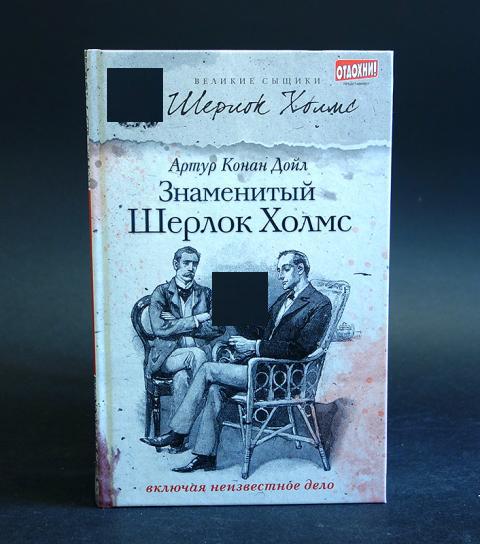 ВЕЛИКИЕ СЫЩИКИ
ОТДОХНИ!
Шерлок Холмс
Артур Конан Дойл
Знаменитый
Шерлок Холмс
включая неизвестное дело